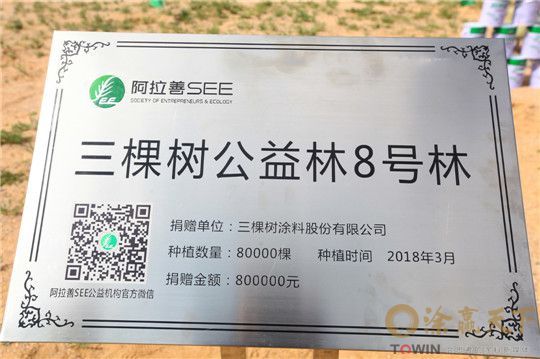 阿拉善SEE
SOCIETY OF ENTREPRENEURS & ECOLOGY
三棵树公益林8号林
捐赠单位：三棵树涂料股份有限公司
种植数量：80000棵 种植时间 2018年3月
捐赠金额：800000元
阿拉善SEE公益机构官方微信
TOWIN